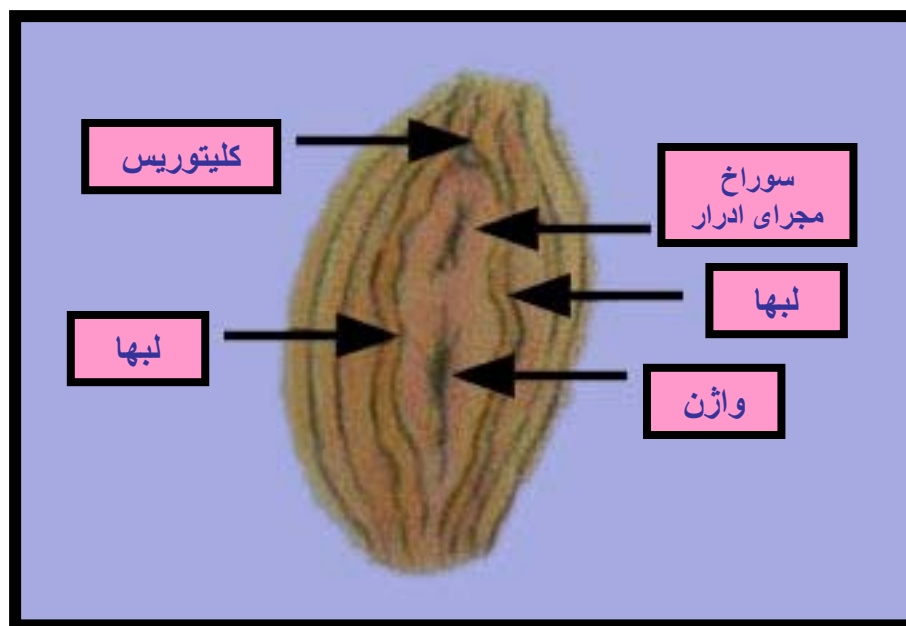 کلیتوریس
سوراخ
مجرای ادرار
لبها
لبها
واژن